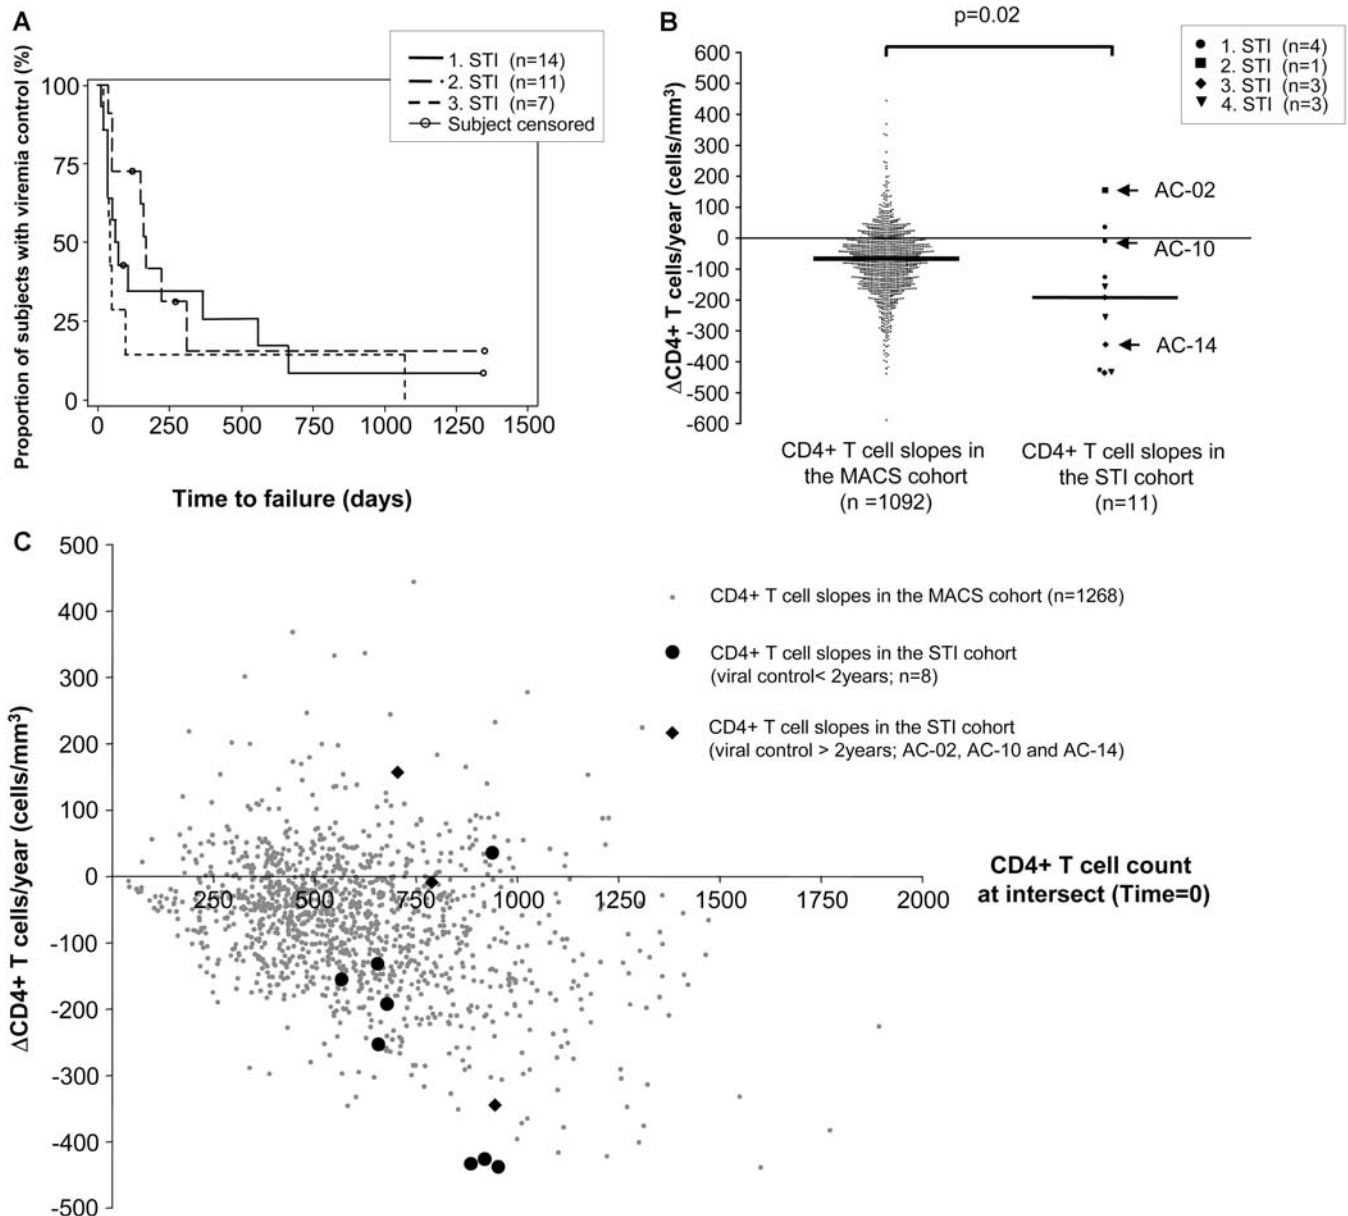 A
Proportion of subjects with viremia control (%)
100
75
50
25
0
0 250 500 750 1000 1250 1500
Time to failure (days)
1. STI (n=14)
2. STI (n=11)
3. STI (n=7)
Subject censored
B
p=0.02
ΔCD4+ T cells/year (cells/mm³)
600
500
400
300
200
100
0
-100
-200
-300
-400
-500
-600
1. STI (n=4)
2. STI (n=1)
3. STI (n=3)
4. STI (n=3)
AC-02
AC-10
AC-14
CD4+ T cell slopes in
the MACS cohort
(n =1092)
CD4+ T cell slopes in
the STI cohort
(n=11)
C
ΔCD4+ T cells/year (cells/mm³)
500
400
300
200
100
0
-100
-200
-300
-400
-500
250 500 750 1000 1250 1500 1750 2000
CD4+ T cell slopes in the MACS cohort (n=1268)
CD4+ T cell slopes in the STI cohort
(viral control< 2years; n=8)
CD4+ T cell slopes in the STI cohort
(viral control > 2years; AC-02, AC-10 and AC-14)
CD4+ T cell count
at intersect (Time=0)